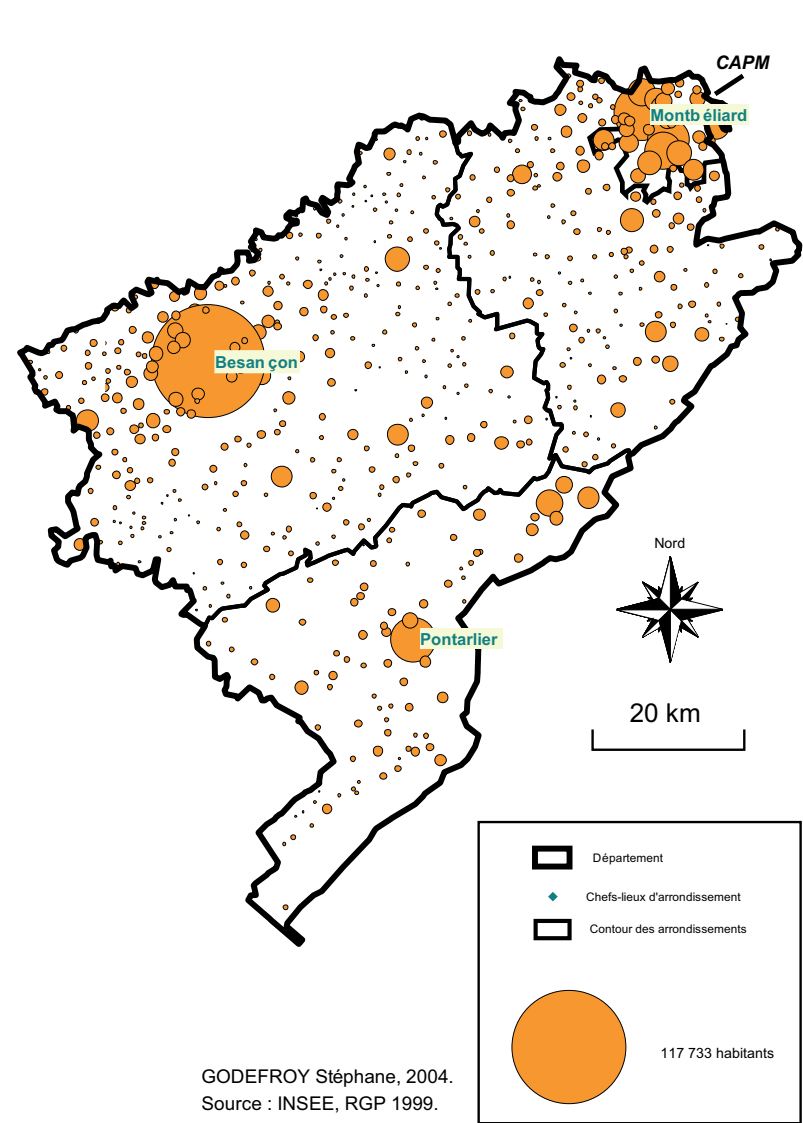 CAPM
Montb éliard
Besan çon
Nord
Pontarlier
20 km
Département
Chefs-lieux d'arrondissement
Contour des arrondissements
117 733 habitants
GODEFROY Stéphane, 2004.
Source : INSEE, RGP 1999.